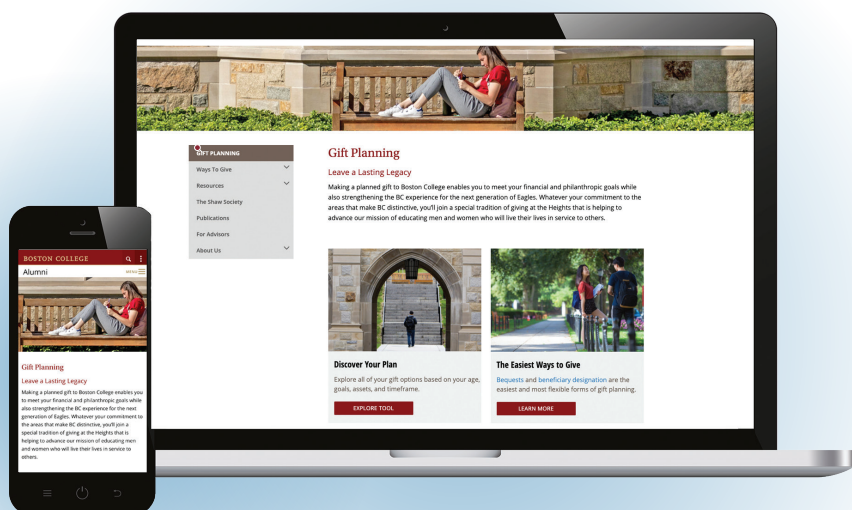 GIFT PLANNING
Ways To Give
Resources
The Shaw Society
Publications
For Advisors
About Us
Gift Planning
Leave a Lasting Legacy
Making a planned gift to Boston College enables you to meet your financial and philanthropic goals while
also strengthening the BC experience for the next generation of Eagles. Whatever your commitment to the
areas that make BC distinctive, you'll join a special tradition of giving at the Heights that is helping to
advance our mission of educating men and women who will live their lives in service to others.
Discover Your Plan
Explore all of your gift options based on your age,
goals, assets, and timeframe.
EXPLORE TOOL
The Easiest Ways to Give
Bequests and beneficiary designation are the
easiest and most flexible forms of gift planning.
LEARN MORE
BOSTON COLLEGE
Alumni
MENU
Gift Planning
Leave a Lasting Legacy
Making a planned gift to Boston College enables you
to meet your financial and philanthropic goals while
also strengthening the BC experience for the next
generation of Eagles. Whatever your commitment to
the areas that make BC distinctive, you'll join a
special tradition of giving at the Heights that is
helping to advance our mission of educating men
and women who will live their lives in service to
others.